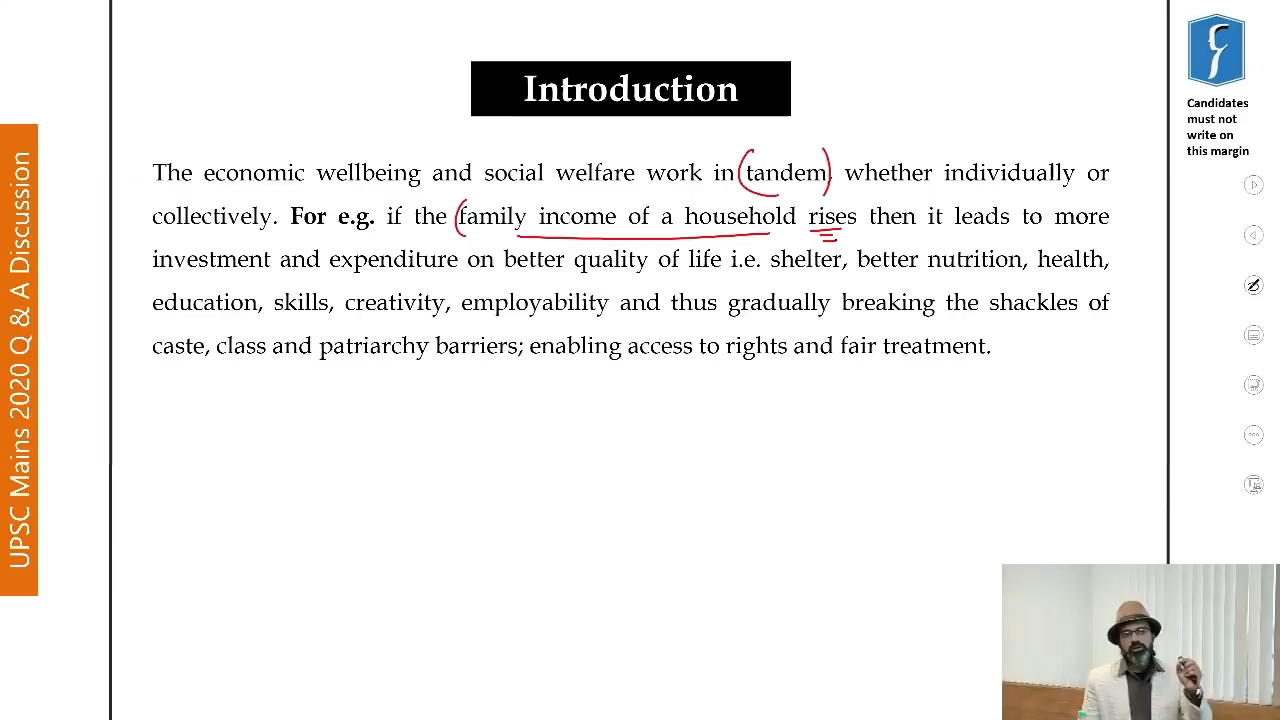 Introduction
The economic wellbeing and social welfare work in tandem, whether individually or
collectively. For e.g. if the family income of a household rises then it leads to more
investment and expenditure on better quality of life i.e. shelter, better nutrition, health,
education, skills, creativity, employability and thus gradually breaking the shackles of
caste, class and patriarchy barriers; enabling access to rights and fair treatment.
UPSC Mains 2020 Q & A Discussion
Candidates
must not
write on
this margin